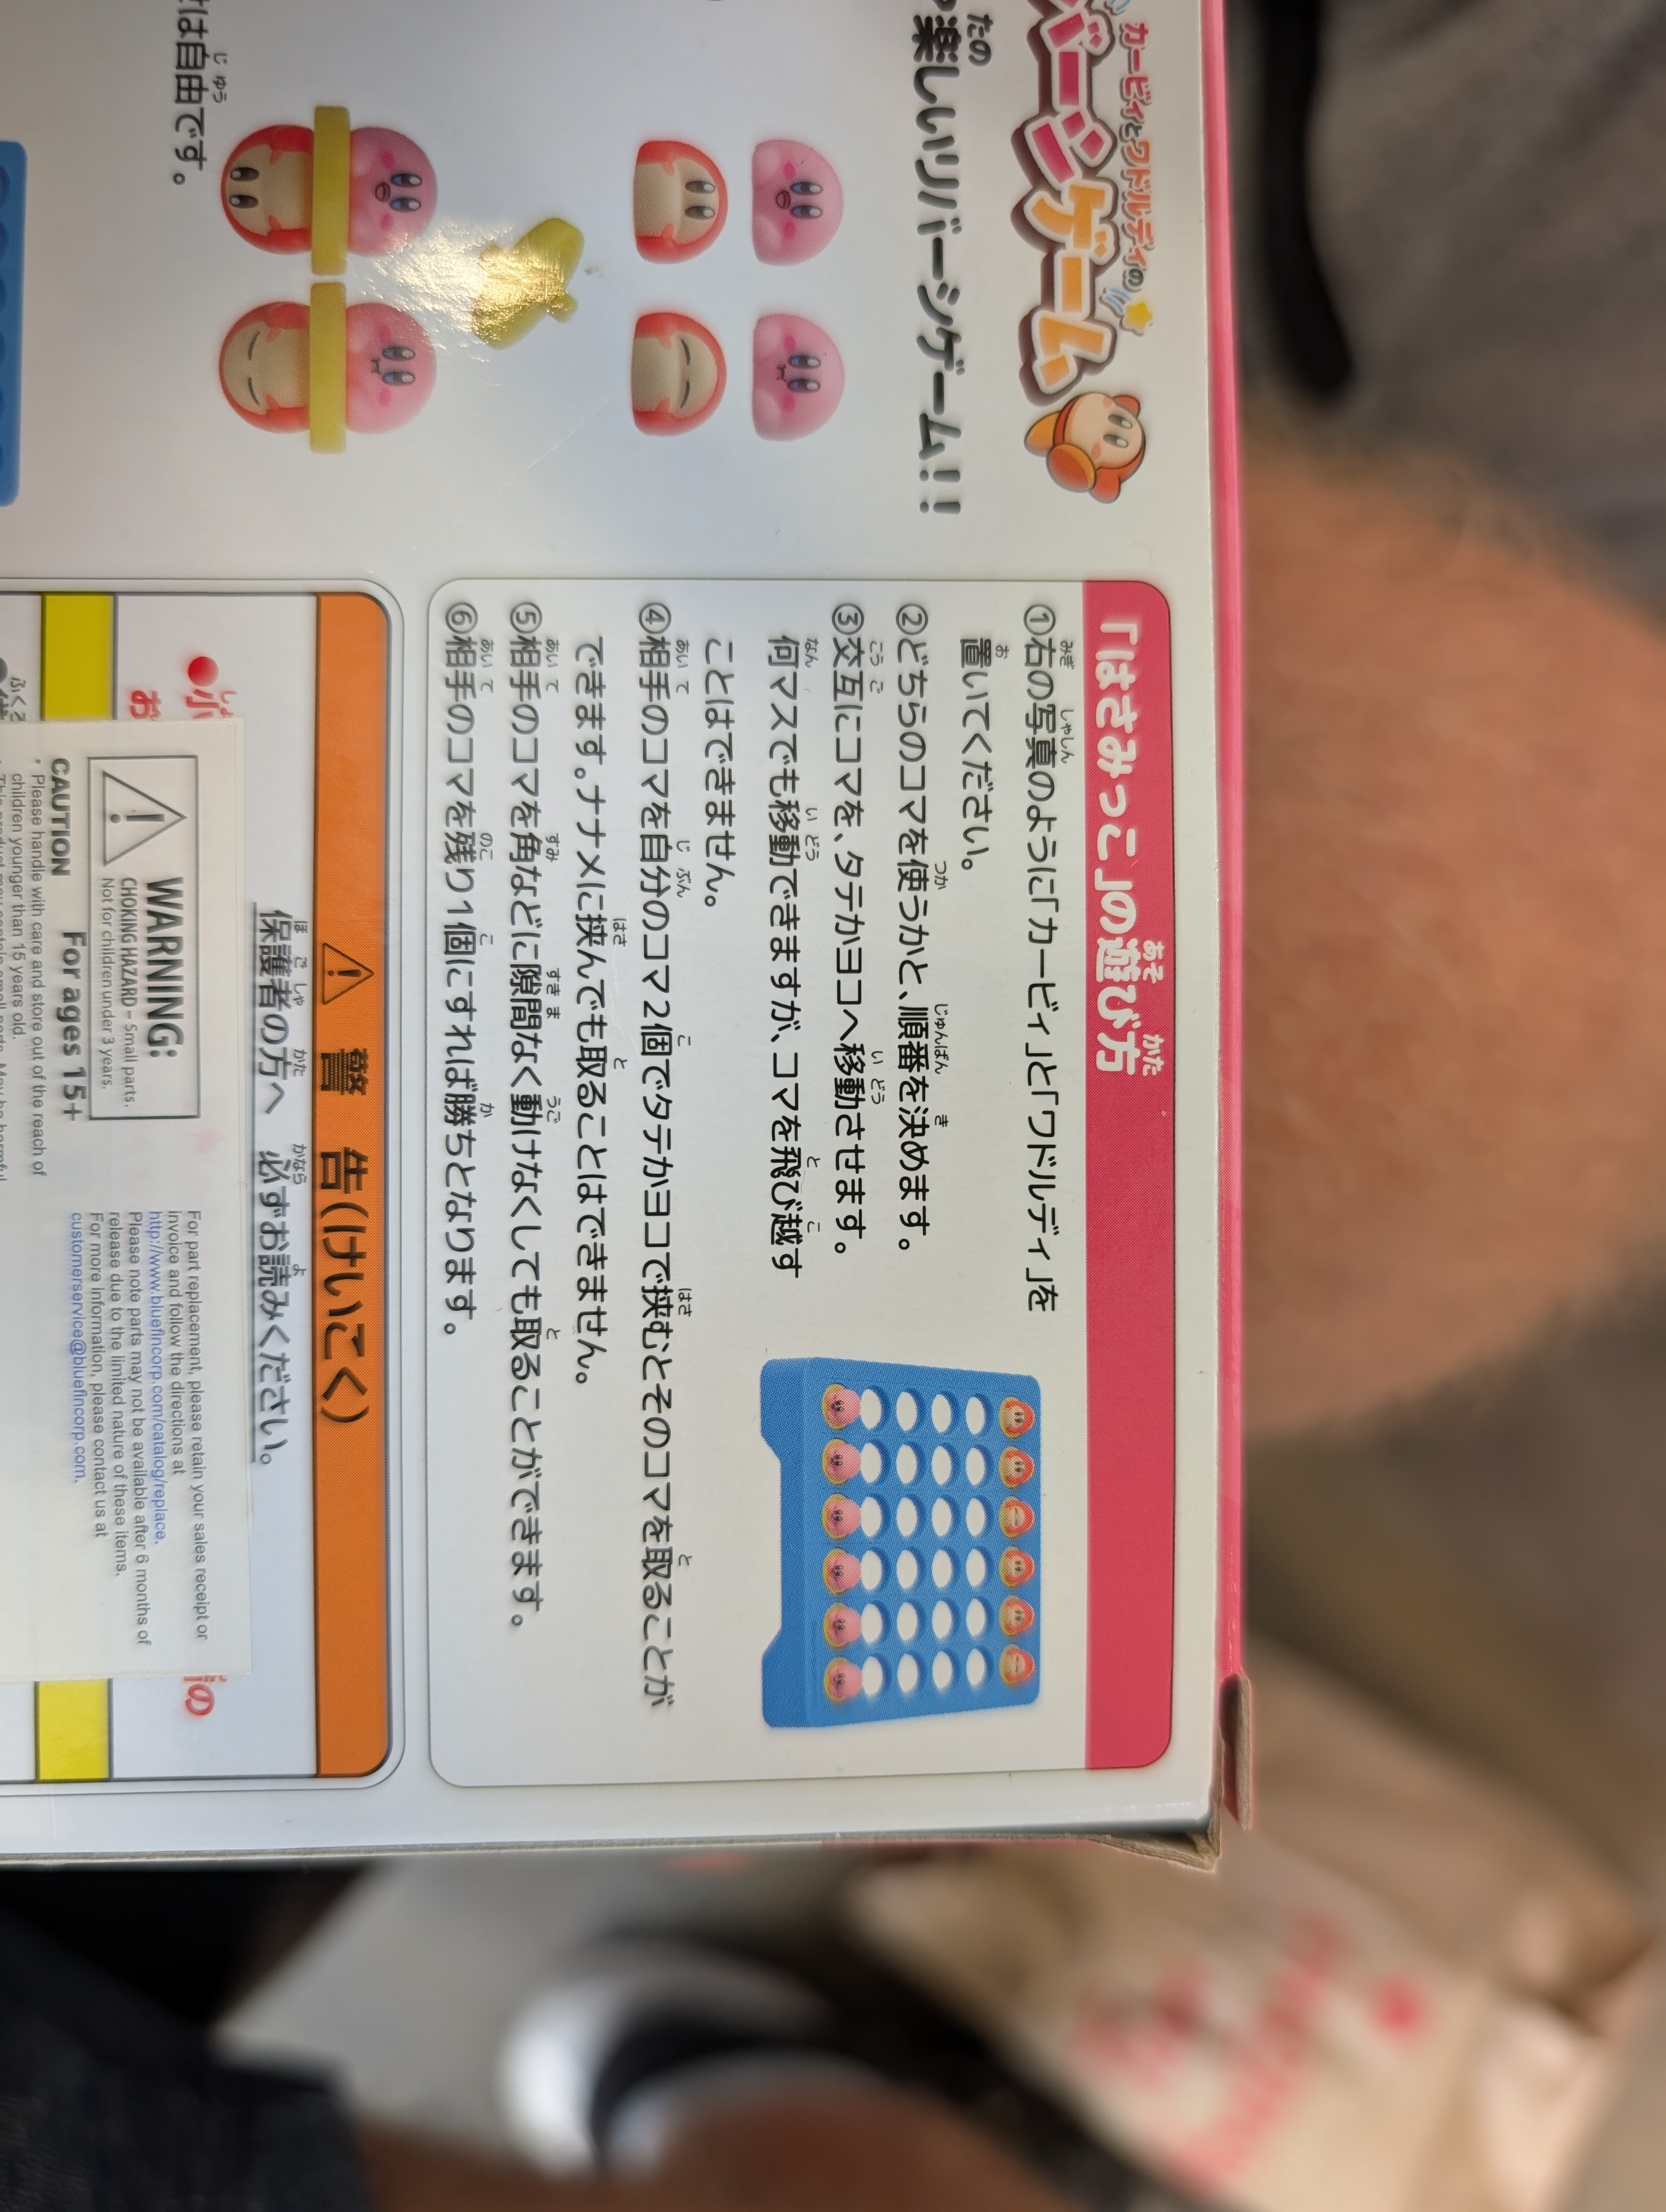 カービィとワドルディの
バーシゲーム
楽しいリバーシゲーム!!
は自由です。
「はさみっこ」の遊び方
①右の写真のように「カービィ」と「ワドルディ」を
置いてください。
②どちらのコマを使うかと、順番を決めます。
③交互にコマを、タテかヨコへ移動させます。
何マスでも移動できますが、コマを飛び越す
ことはできません。
④相手のコマを自分のコマ2個でタテかヨコで挟むとそのコマを取ることが
できます。ナナメに挟んでも取ることはできません。
⑤相手のコマを角などに隙間なく動けなくしても取ることができます。
⑥相手のコマを残り1個にすれば勝ちとなります。
警告(けいこく)
保護者の方へ 必ずお読みください。
●小
お
の
WARNING:
CHOKING HAZARD – Small parts.
Not for children under 3 years.
For ages 15+
CAUTION
・Please handle with care and store out of the reach of
children younger than 15 years old.
For part replacement, please retain your sales receipt or
invoice and follow the directions at
http://www.bluefincorp.com/catalog/replace.
Please note parts may not be available after 6 months of
release due to the limited nature of these items.
For more information, please contact us at
customerservice@bluefincorp.com.